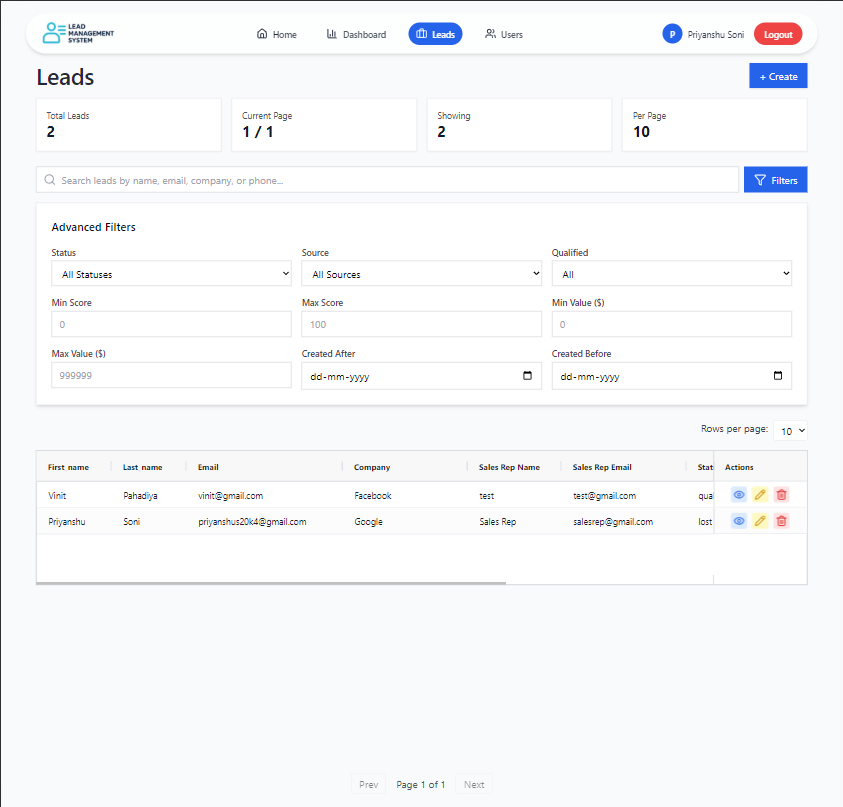 LEAD
MANAGEMENT
SYSTEM
Home
Dashboard
Leads
Users
P
Priyanshu Soni
Logout
Leads
+ Create
Total Leads
2
Current Page
1 / 1
Showing
2
Per Page
10
Search leads by name, email, company, or phone...
Filters
Advanced Filters
Status
Source
Qualified
All Statuses
All Sources
All
Min Score
Max Score
Min Value ($)
0
100
0
Max Value ($)
Created After
Created Before
999999
dd-mm-yyyy
dd-mm-yyyy
Rows per page: 10
First_name Last_name Email Company Sales Rep Name Sales Rep Email Stat Actions
Vinit Pahadiya vinit@gmail.com Facebook test test@gmail.com qua
Priyanshu Soni priyanshus20k4@gmail.com Google Sales Rep salesrep@gmail.com lost
Prev Page 1 of 1 Next